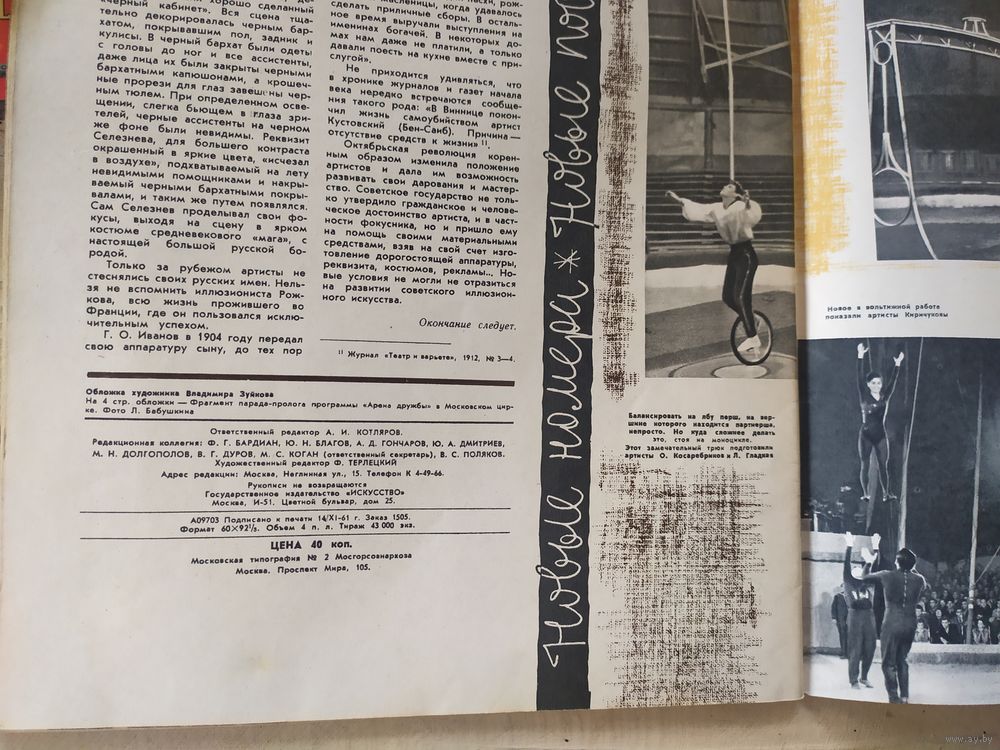 хорошо сделанный
«черный кабинет». Вся сцена тща-
тельно декорировалась черным бар-
хатом, покрывавшим пол, задник и
кулисы. В черный бархат были одеты
с головы до ног и все ассистенты,
даже лица их были закрыты черными
бархатными капюшонами, а крошеч-
ные прорези для глаз завешены чер-
ным тюлем. При определенном осве-
щении, слегка бьющем в глаза зри-
телей, черные ассистенты на черном
же фоне были невидимы. Реквизит
Селезнева, для большего контраста
окрашенный в яркие цвета, «исчезал
в воздухе», подхватываемый на лету
невидимыми помощниками и накры-
ваемый черными бархатными покры-
валами, и таким же путем появлялся.
Сам Селезнев проделывал свои фо-
кусы, выходя на сцену в ярком
костюме средневекового «мага», с
настоящей большой русской бо-
родой.
Только за рубежом артисты не
стеснялись своих русских имен. Нель-
зя не вспомнить иллюзиониста Рож-
кова, всю жизнь прожившего во
Франции, где он пользовался исклю-
чительным успехом.
Г. О. Иванов в 1904 году передал
свою аппаратуру сыну, до тех пор
масленицы, когда удавалось
сделать приличные сборы. В осталь-
ное время выручали выступления на
именинах богачей. В некоторых до-
мах нам даже не платили, а только
давали поесть на кухне вместе с при-
слугой».
Не приходится удивляться, что
в хронике журналов и газет начала
века нередко встречаются сообще-
ния такого рода: «В Виннице покон-
чил жизнь самоубийством артист
Кустовский (Бен-Саиб). Причина —
отсутствие средств к жизни» 11.
Октябрьская революция корен-
ным образом изменила положение
артистов и дала им возможность
развивать свои дарования и мастер-
ство. Советское государство не толь-
ко утвердило гражданское и челове-
ческое достоинство артиста, и в част-
ности фокусника, но и пришло ему
на помощь своими материальными
средствами, взяв на свой счет изго-
товление дорогостоящей аппаратуры,
реквизита, костюмов, рекламы... Но-
вые условия не могли не отразиться
на развитии советского иллюзион-
ного искусства.
Окончание следует.
11 Журнал «Театр и варьете», 1912, № 3—4.
Обложка художника Владимира Зуйкова
На 4 стр. обложки — Фрагмент парада-пролога программы «Арена дружбы» в Московском цир-
ке. Фото Л. Бабушкина
Ответственный редактор А. И. КОТЛЯРОВ.
Редакционная коллегия: Ф. Г. БАРДИАН, Ю. Н. БЛАГОВ, А. Д. ГОНЧАРОВ, Ю. А. ДМИТРИЕВ,
М. Н. ДОЛГОПОЛОВ, В. Г. ДУРОВ, М. С. КОГАН (ответственный секретарь), В. С. ПОЛЯКОВ.
Художественный редактор Ф. ТЕРЛЕЦКИЙ
Адрес редакции: Москва, Неглинная ул., 15. Телефон К 4-49-66.
Рукописи не возвращаются
Государственное издательство «ИСКУССТВО»
Москва, И-51, Цветной бульвар, дом 25.
А09703 Подписано к печати 14/XI-61 г. Заказ 1505.
Формат 60×92¹/₈. Объем 4 п. л. Тираж 43 000 экз.
ЦЕНА 40 КОП.
Московская типография № 2 Мосгорсовнархоза
Москва. Проспект Мира, 105.
Новые номера * Новые но
Балансировать на лбу перш, на вер-
шине которого находится партнерша,
непросто. Но куда сложнее делать
это, стоя на моноцикле.
Этот замечательный трюк подготовили
артисты О. Косаребриков и Л. Гладкая
Новое в вольтижной работе
показали артисты Киричуковы
www.ay.by